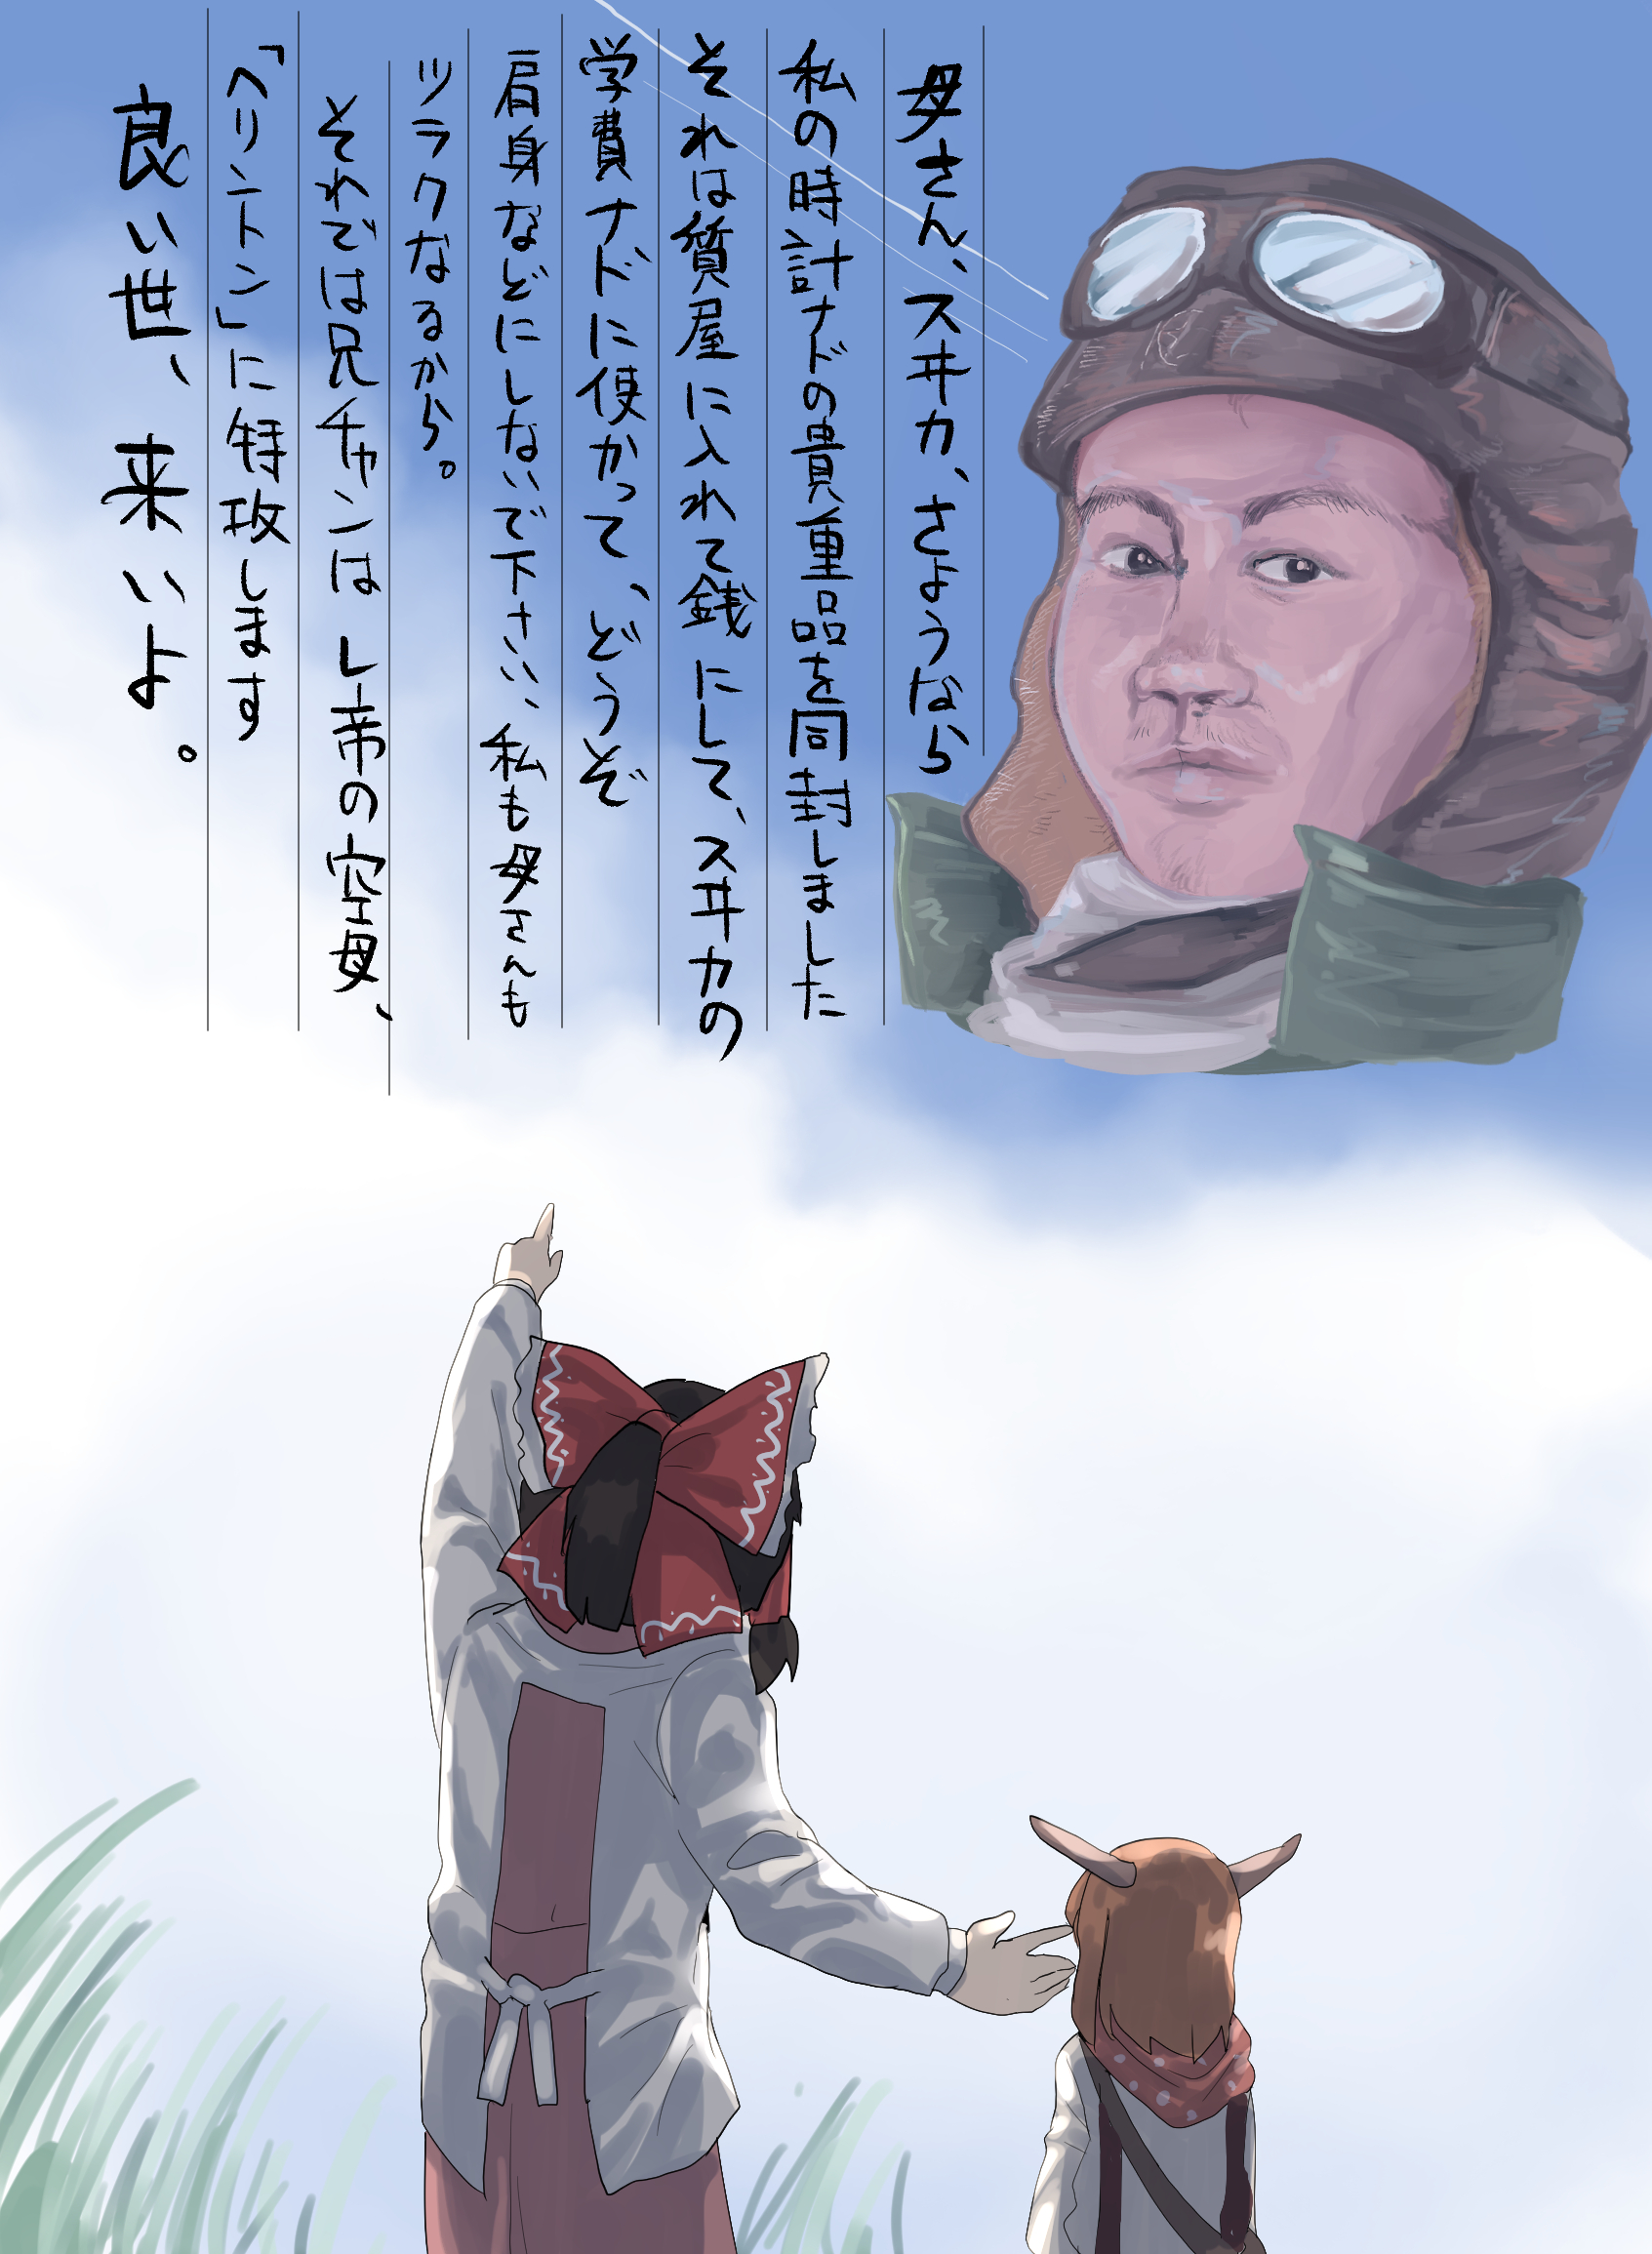 母さん、スヰカ、さようなら
私の時計ナドの貴重品を同封しました
それは質屋に入れて銭にして、スヰカの
学費ナドに使かって、どうぞ
肩身などにしないで下さい、私も母さんも
ツラクなるから。
それでは兄チャンはレ帝の空母、
「ヘリントン」に特攻します
良い世、来いよ。